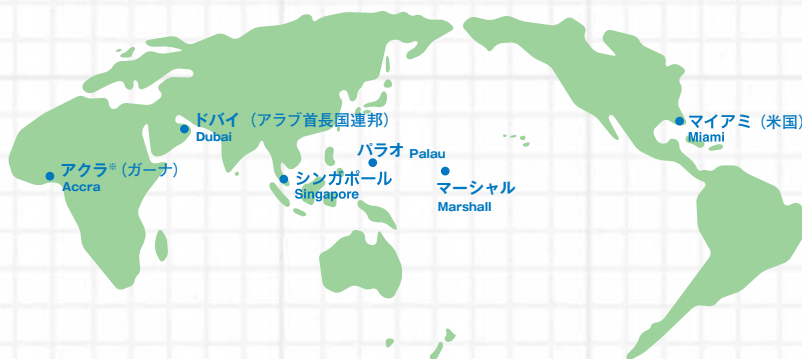 ドバイ（アラブ首長国連邦）
Dubai
マイアミ（米国）
Miami
パラオ Palau
アクラ※（ガーナ）
Accra
シンガポール
Singapore
マーシャル
Marshall